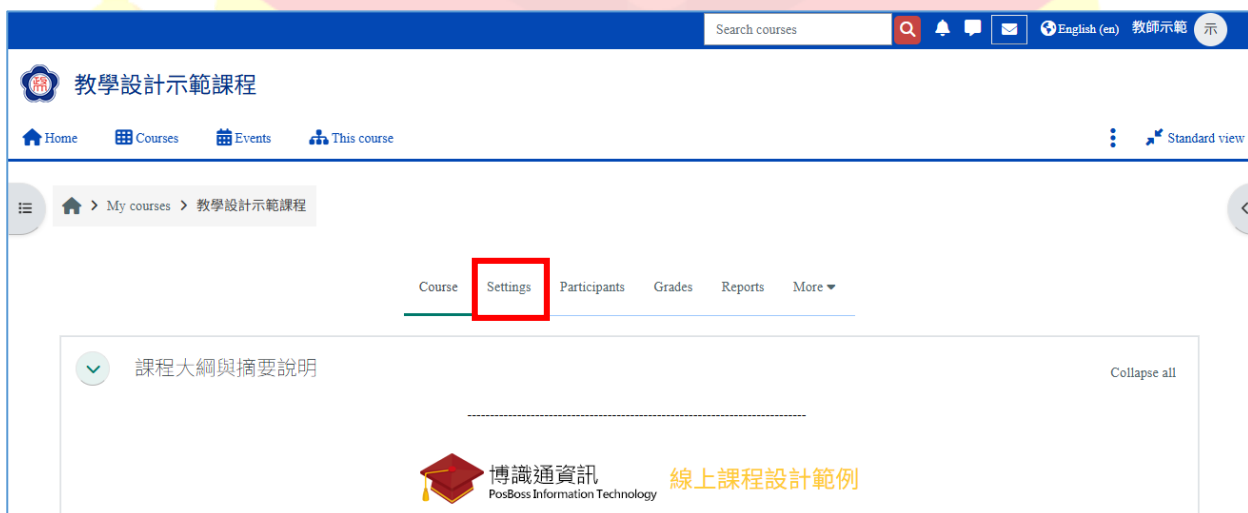 Search courses English (en) 教師示範 示
教學設計示範課程
Home Courses Events This course Standard view
My courses 教學設計示範課程
Course Settings Participants Grades Reports More
課程大綱與摘要說明 Collapse all
--------------------------------------------------------------------------
博識通資訊 線上課程設計範例
PosBoss Information Technology